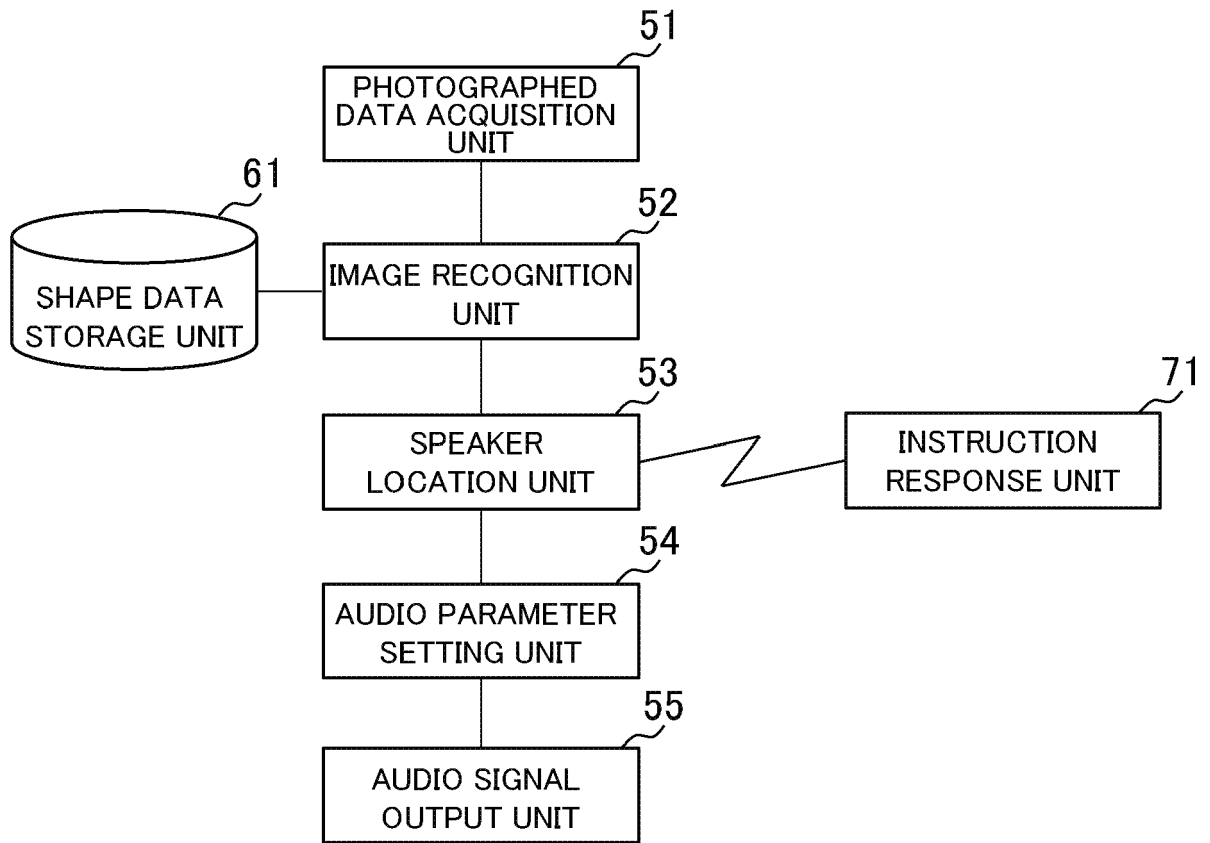 51
PHOTOGRAPHED
DATA ACQUISITION
UNIT
61
SHAPE DATA
STORAGE UNIT
52
IMAGE RECOGNITION
UNIT
53
SPEAKER
LOCATION UNIT
71
INSTRUCTION
RESPONSE UNIT
54
AUDIO PARAMETER
SETTING UNIT
55
AUDIO SIGNAL
OUTPUT UNIT